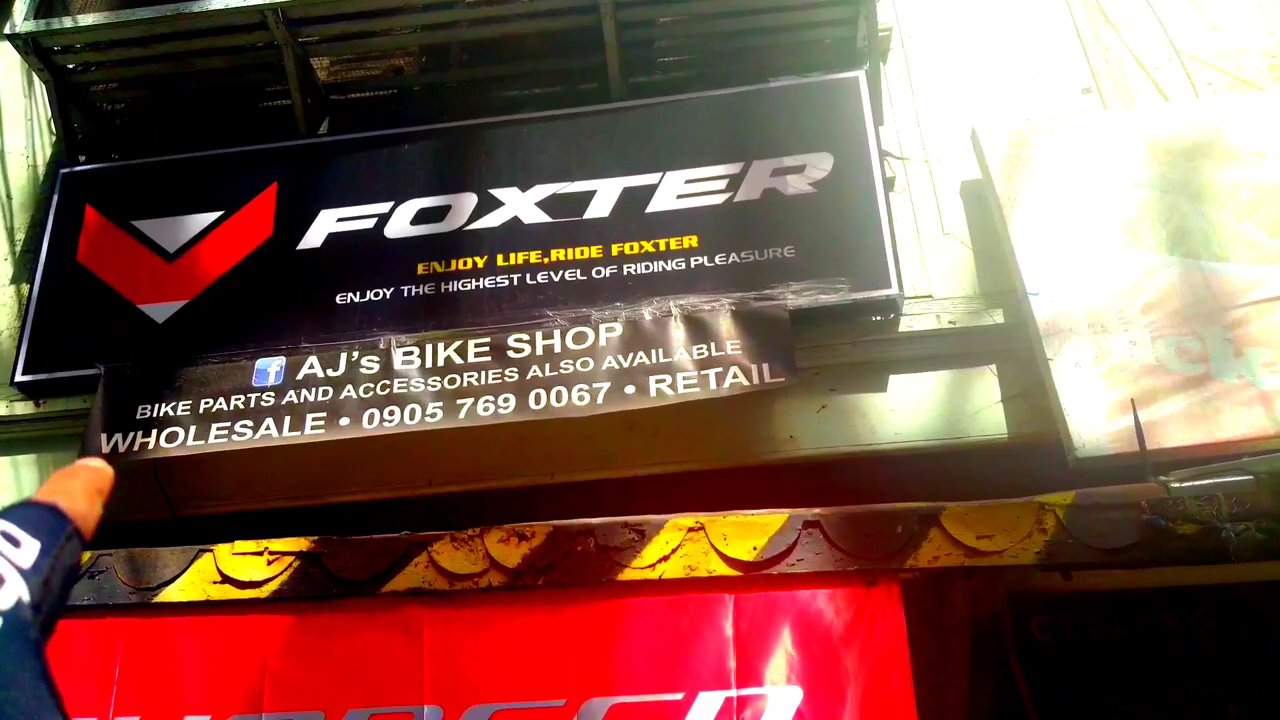 FOXTER
ENJOY LIFE,RIDE FOXTER
ENJOY THE HIGHEST LEVEL OF RIDING PLEASURE
f AJ's BIKE SHOP
BIKE PARTS AND ACCESSORIES ALSO AVAILABLE
WHOLESALE • 0905 769 0067 • RETAIL